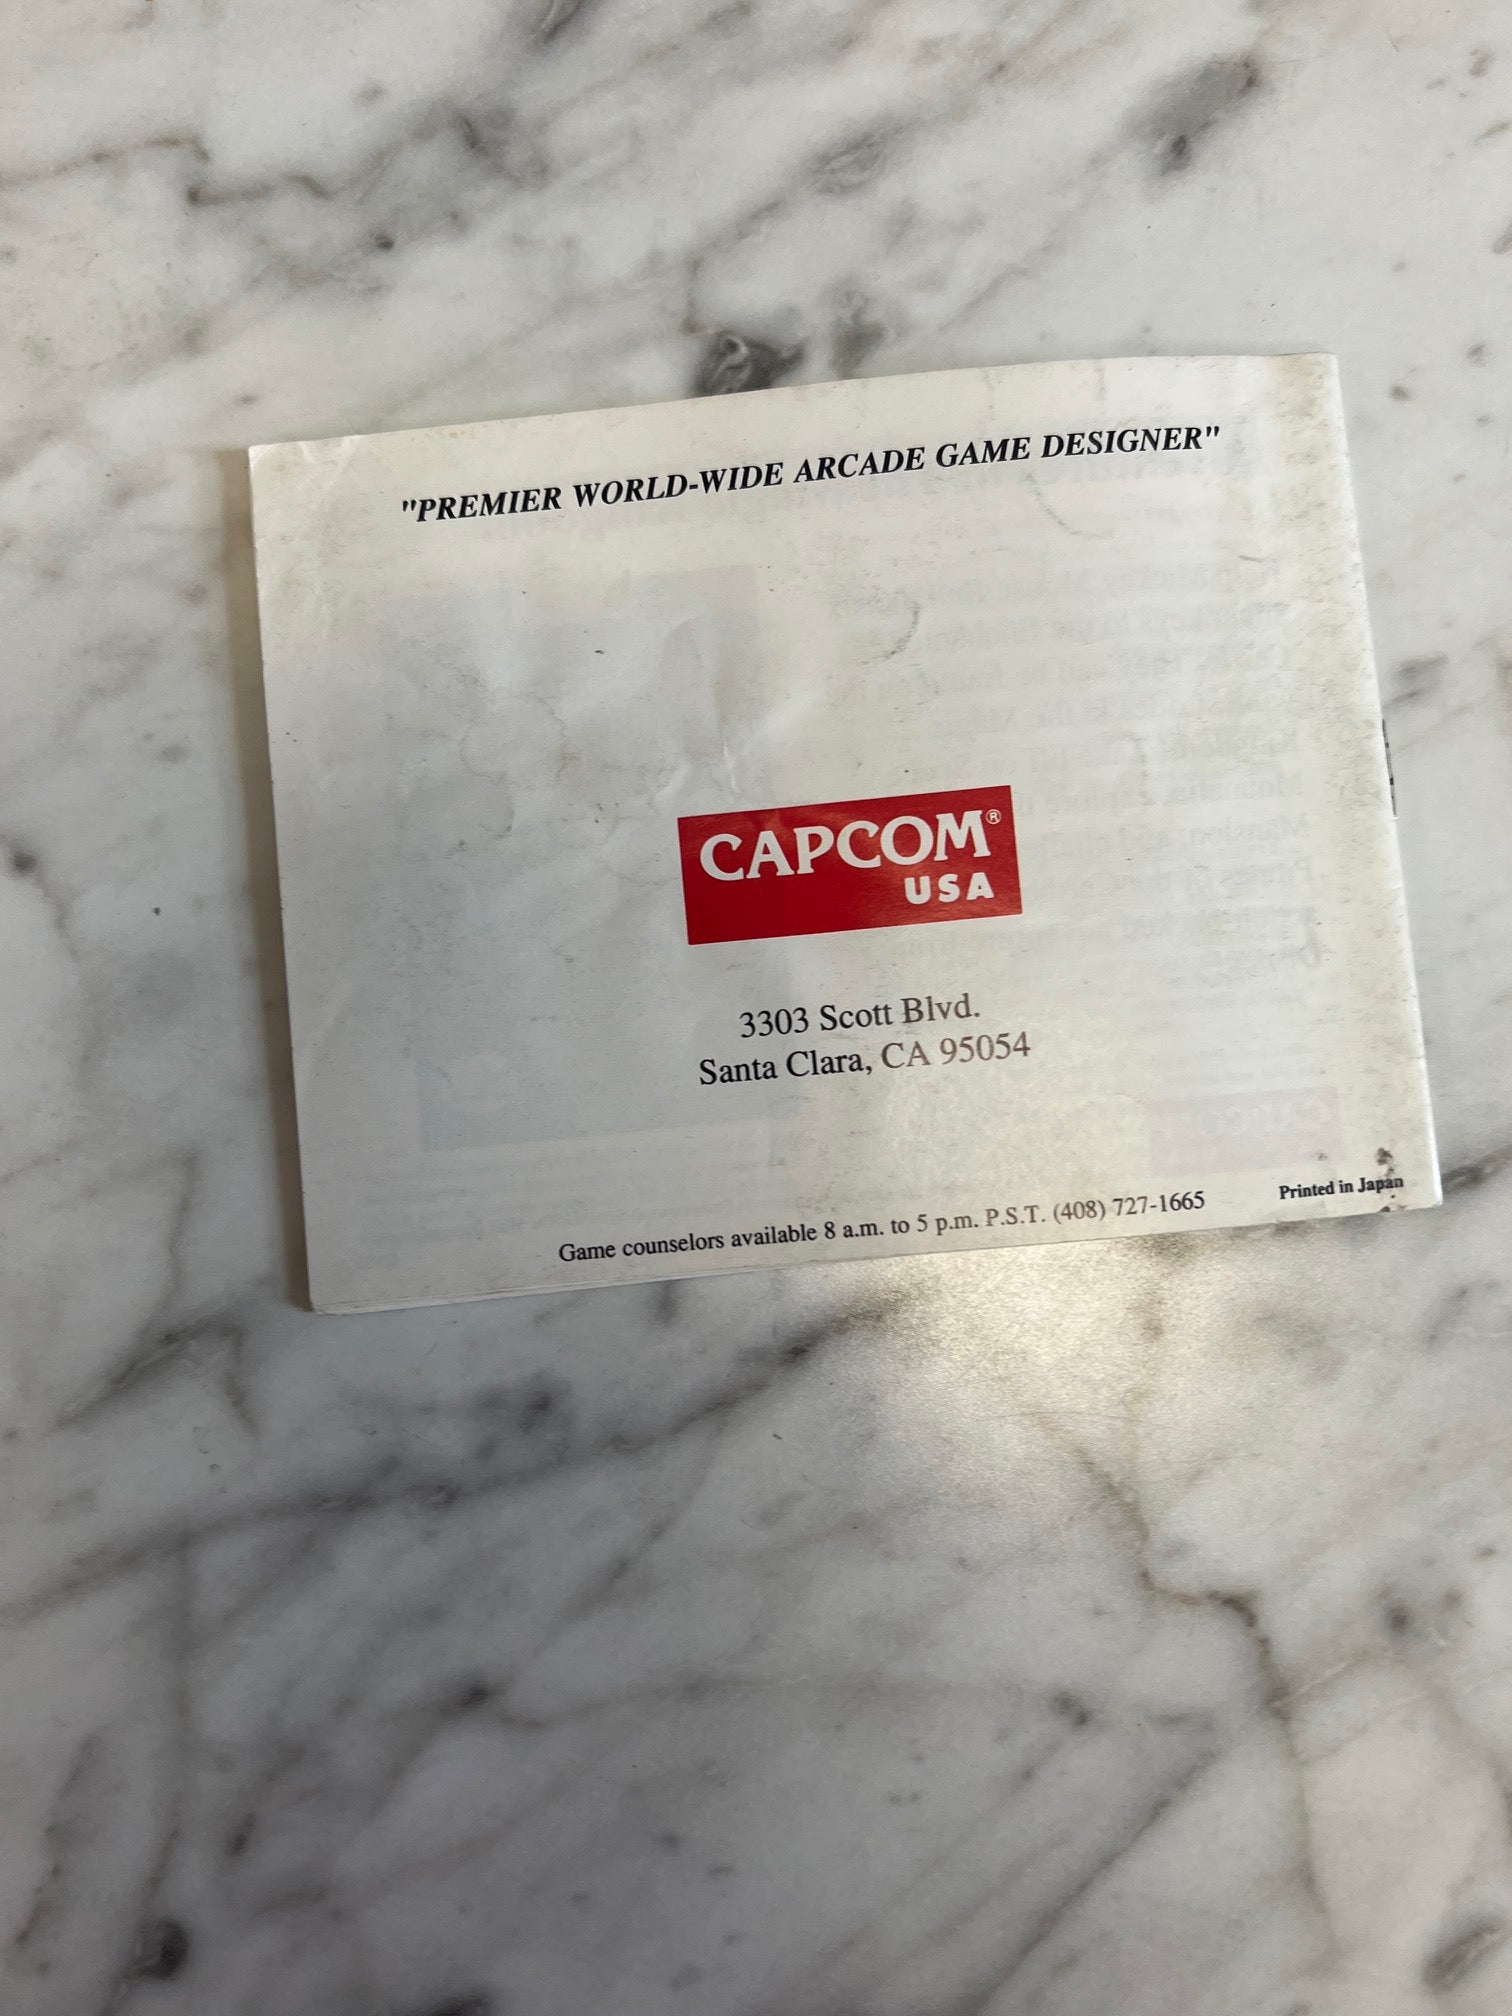 "PREMIER WORLD-WIDE ARCADE GAME DESIGNER"
CAPCOM®
USA
3303 Scott Blvd.
Santa Clara, CA 95054
Game counselors available 8 a.m. to 5 p.m. P.S.T. (408) 727-1665
Printed in Japan